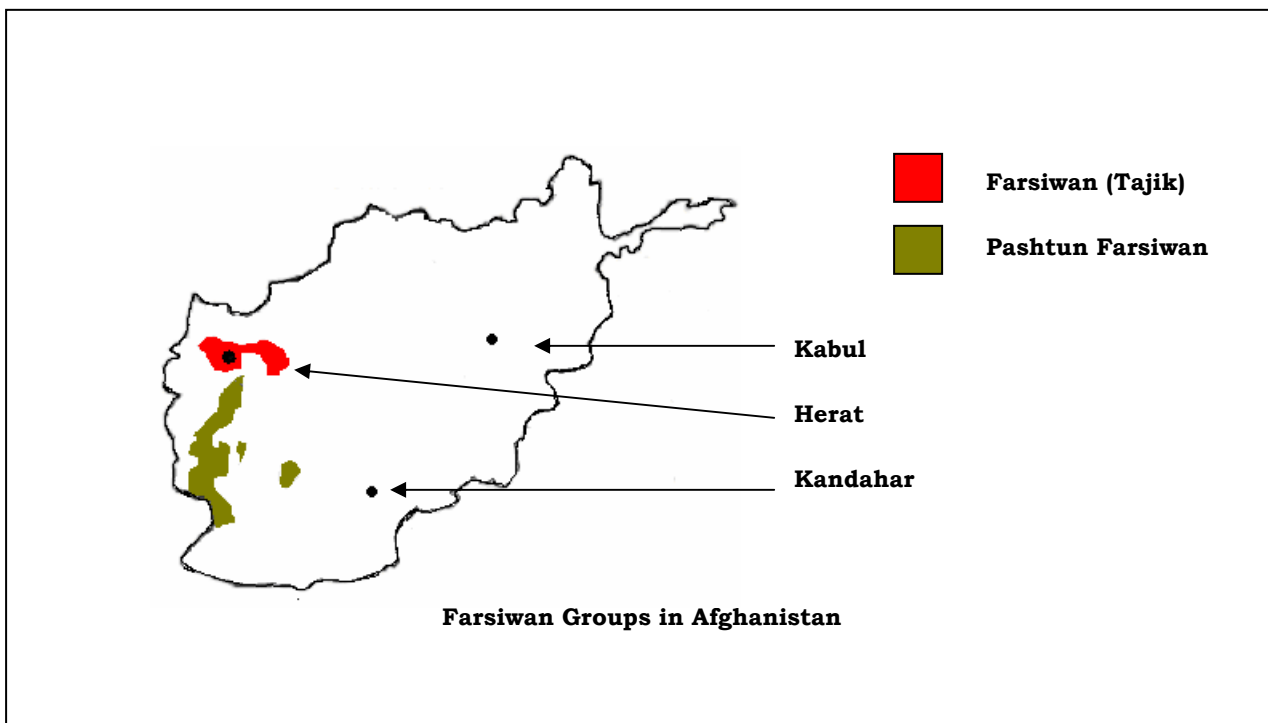 Farsiwan (Tajik)
Pashtun Farsiwan
Kabul
Herat
Kandahar
Farsiwan Groups in Afghanistan